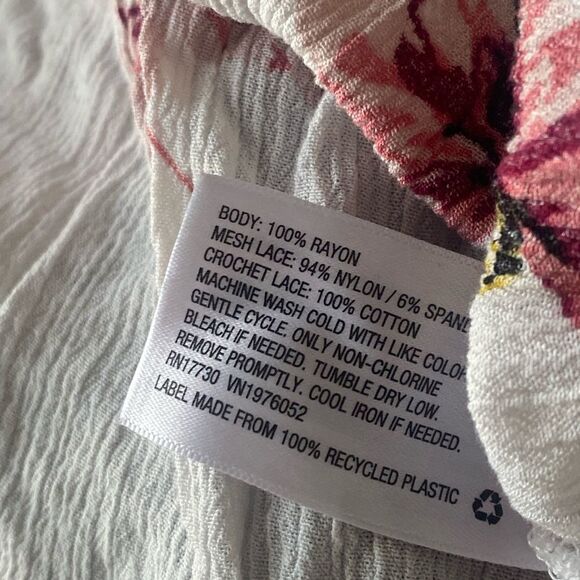 BODY: 100% RAYON
MESH LACE: 94% NYLON / 6% SPAND
CROCHET LACE: 100% COTTON
MACHINE WASH COLD WITH LIKE COLOR
GENTLE CYCLE. ONLY NON-CHLORINE
BLEACH IF NEEDED. TUMBLE DRY LOW.
REMOVE PROMPTLY. COOL IRON IF NEEDED.
RN17730 VN1976052
LABEL MADE FROM 100% RECYCLED PLASTIC